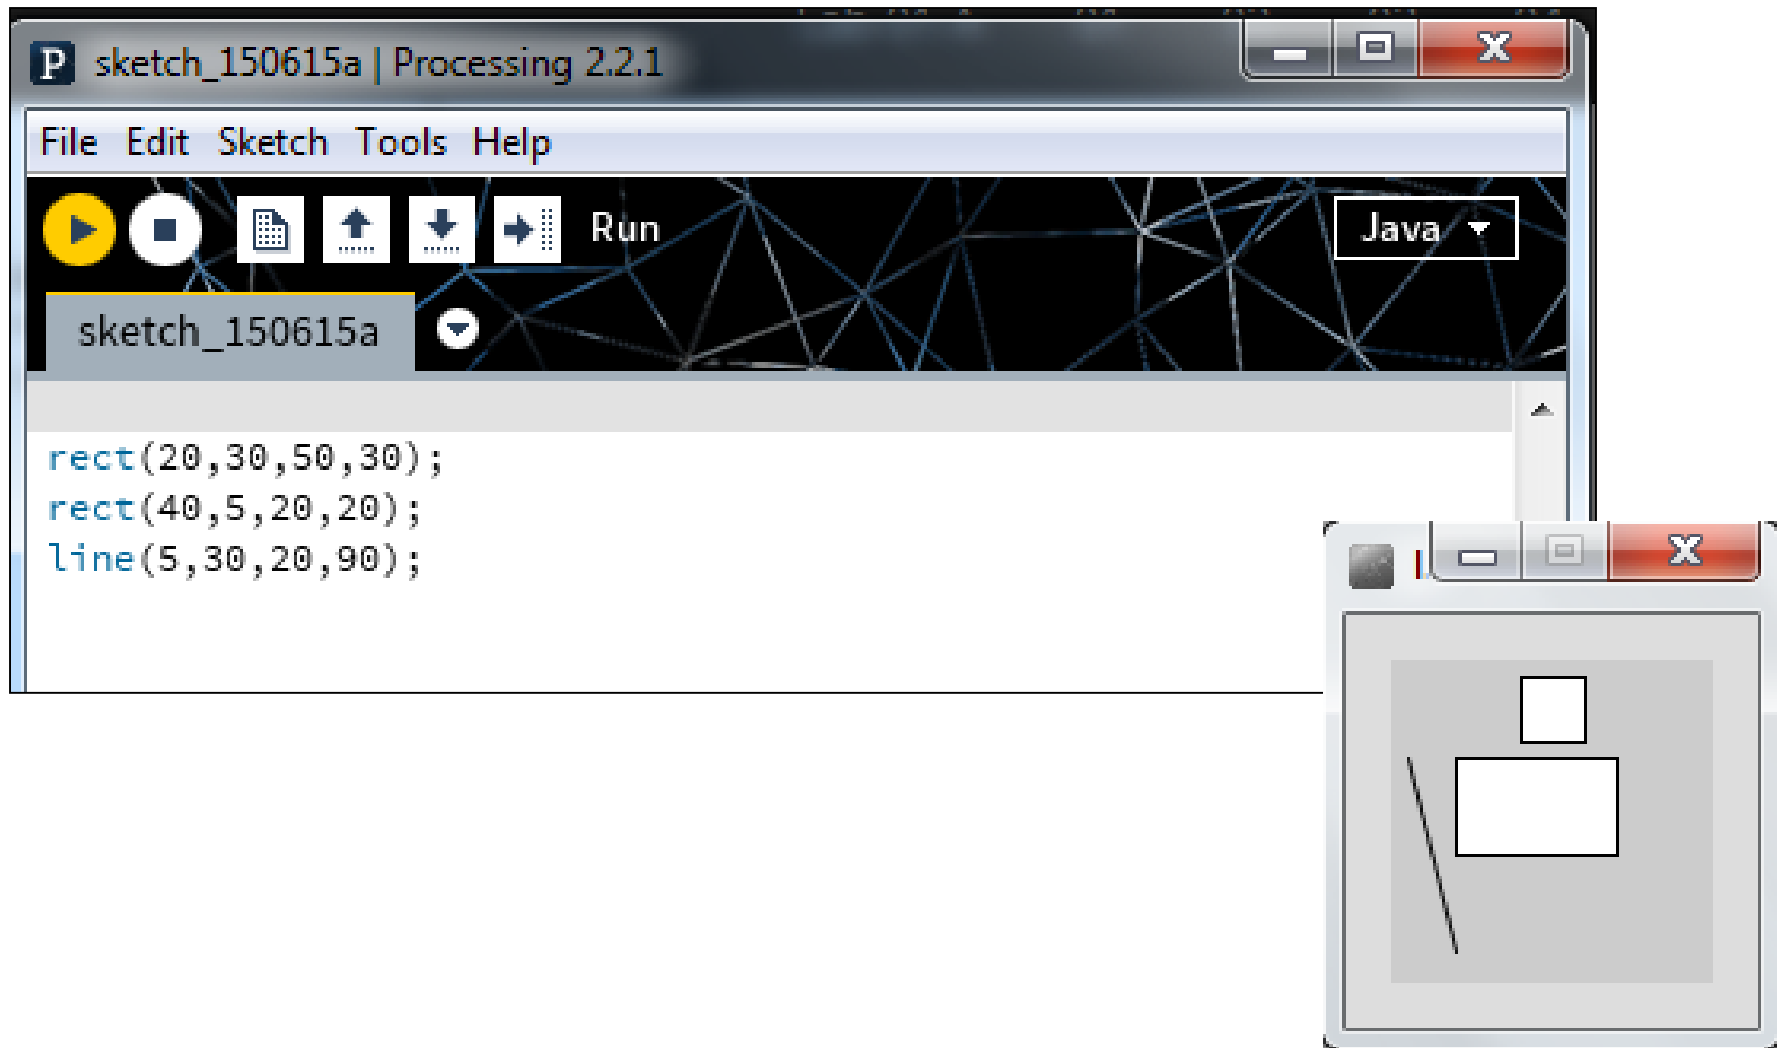 P sketch_150615a | Processing 2.2.1
File Edit Sketch Tools Help
Run
Java
sketch_150615a
rect(20,30,50,30);
rect(40,5,20,20);
line(5,30,20,90);